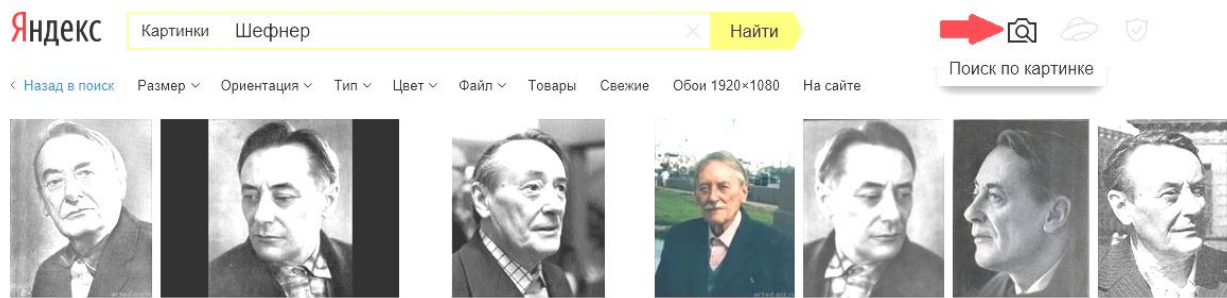 Яндекс Картинки Шефнер Найти
Поиск по картинке
Назад в поиск Размер Ориентация Тип Цвет Файл Товары Свежие Обои 1920×1080 На сайте